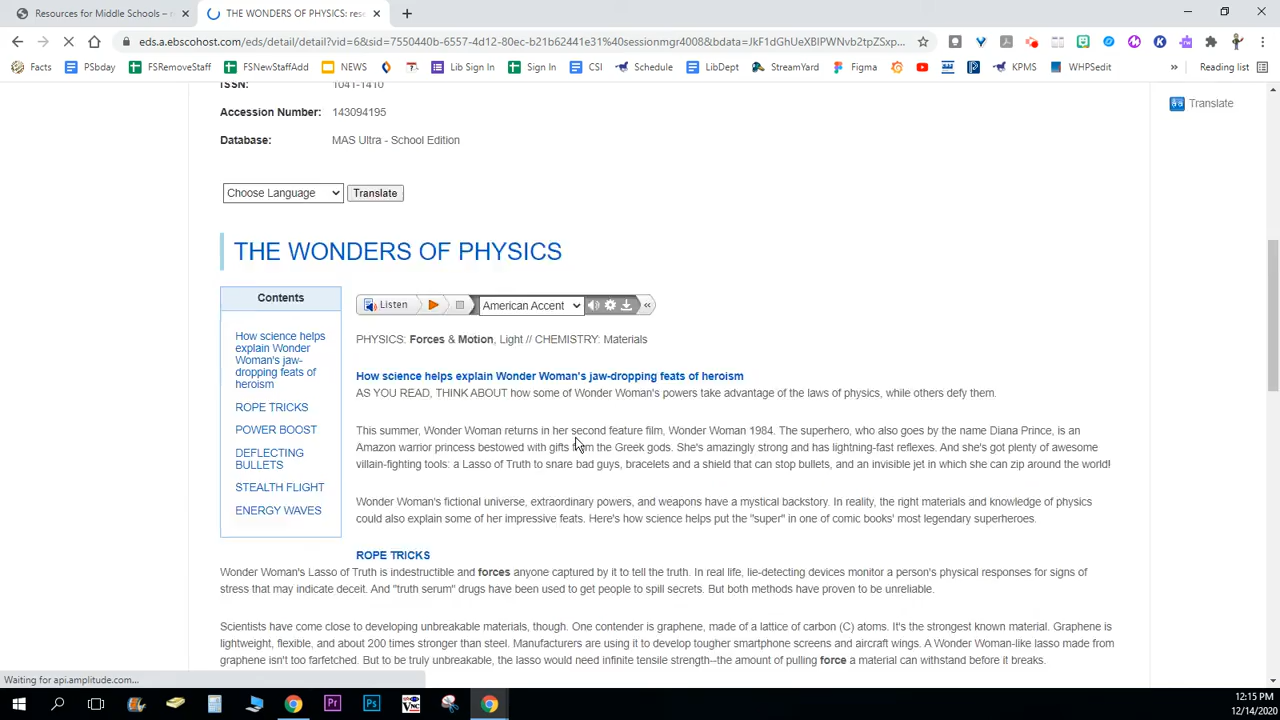 Resources for Middle Schools –
THE WONDERS OF PHYSICS: res
eds.a.ebscohost.com/eds/detail/detail?vid=6&sid=7550440b-6557-4d12-80ec-b21b62441e31%40sessionmgr4008&bdata=JkF1dGhUeXBlPWNvb2tpZSxp...
Facts PSbday FSRemoveStaff FSNewStaffAdd NEWS Lib Sign In Sign In CSI Schedule LibDept StreamYard Figma KPMS WHPSedit » Reading list
ISSN: 1041-1410
Accession Number: 143094195
Database: MAS Ultra - School Edition
Translate
Choose Language Translate
THE WONDERS OF PHYSICS
Contents
How science helps
explain Wonder
Woman's jaw-
dropping feats of
heroism
ROPE TRICKS
POWER BOOST
DEFLECTING
BULLETS
STEALTH FLIGHT
ENERGY WAVES
Listen American Accent «
PHYSICS: Forces & Motion, Light // CHEMISTRY: Materials
How science helps explain Wonder Woman's jaw-dropping feats of heroism
AS YOU READ, THINK ABOUT how some of Wonder Woman's powers take advantage of the laws of physics, while others defy them.
This summer, Wonder Woman returns in her second feature film, Wonder Woman 1984. The superhero, who also goes by the name Diana Prince, is an
Amazon warrior princess bestowed with gifts from the Greek gods. She's amazingly strong and has lightning-fast reflexes. And she's got plenty of awesome
villain-fighting tools: a Lasso of Truth to snare bad guys, bracelets and a shield that can stop bullets, and an invisible jet in which she can zip around the world!
Wonder Woman's fictional universe, extraordinary powers, and weapons have a mystical backstory. In reality, the right materials and knowledge of physics
could also explain some of her impressive feats. Here's how science helps put the "super" in one of comic books' most legendary superheroes.
ROPE TRICKS
Wonder Woman's Lasso of Truth is indestructible and forces anyone captured by it to tell the truth. In real life, lie-detecting devices monitor a person's physical responses for signs of
stress that may indicate deceit. And "truth serum" drugs have been used to get people to spill secrets. But both methods have proven to be unreliable.
Scientists have come close to developing unbreakable materials, though. One contender is graphene, made of a lattice of carbon (C) atoms. It's the strongest known material. Graphene is
lightweight, flexible, and about 200 times stronger than steel. Manufacturers are using it to develop tougher smartphone screens and aircraft wings. A Wonder Woman-like lasso made from
graphene isn't too farfetched. But to be truly unbreakable, the lasso would need infinite tensile strength--the amount of pulling force a material can withstand before it breaks.
Waiting for api.amplitude.com...
12:15 PM
12/14/2020